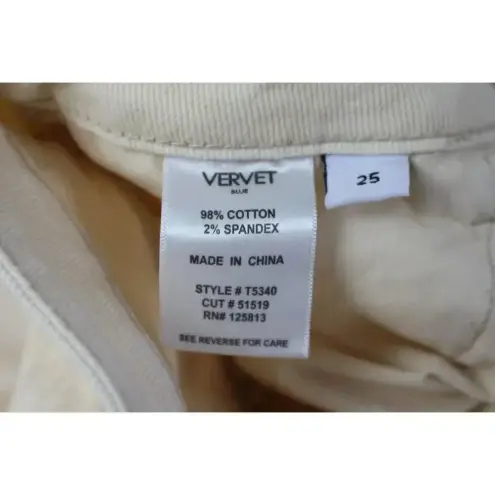 VERVET
BLUE
98% COTTON
2% SPANDEX
MADE IN CHINA
STYLE # T5340
CUT # 51519
RN# 125813
SEE REVERSE FOR CARE
25